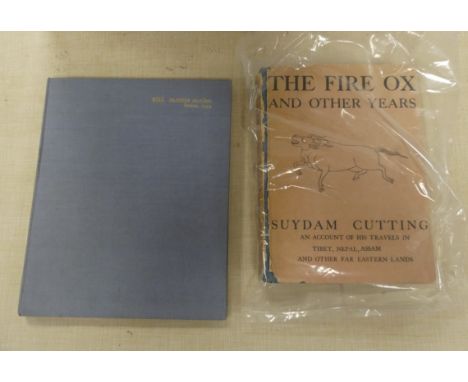 THE FIRE OX
AND OTHER YEARS
SUYDAM CUTTING
AN ACCOUNT OF HIS TRAVELS IN
TIBET, NEPAL, ASSAM
AND OTHER FAR EASTERN LANDS